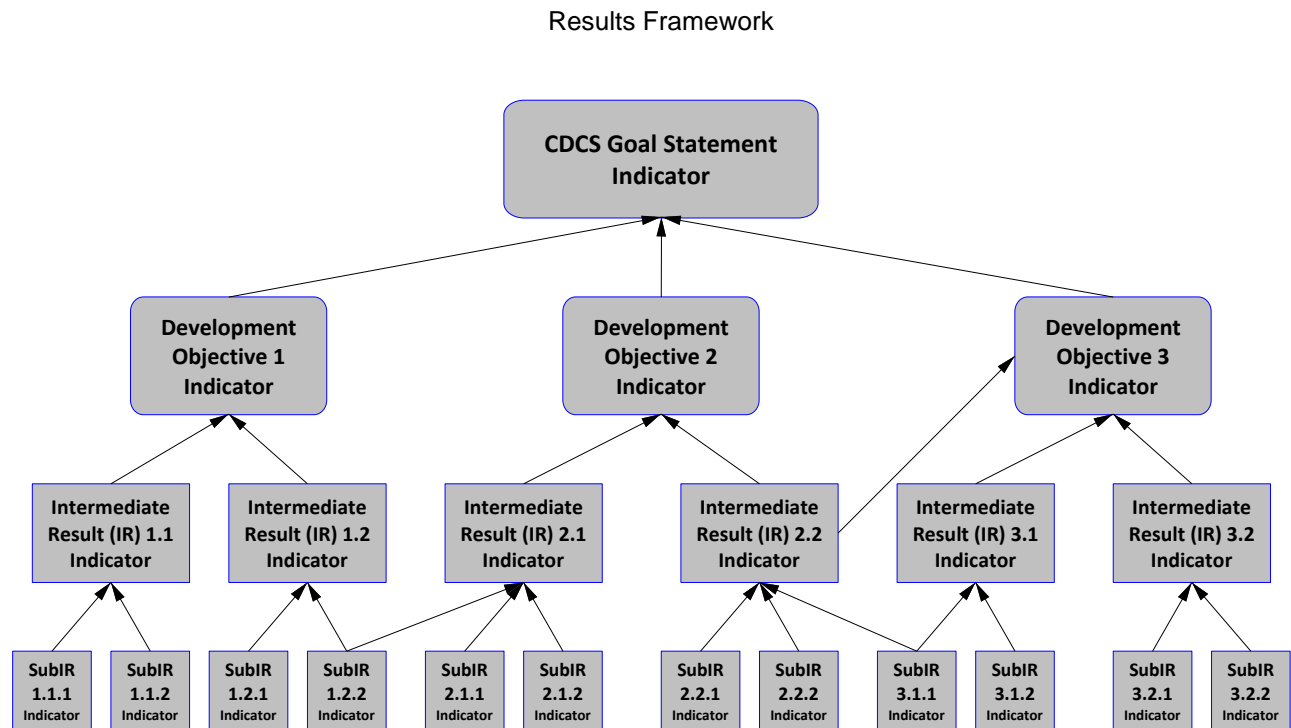 Results Framework
CDCS Goal Statement
Indicator
Development
Objective 1
Indicator
Development
Objective 2
Indicator
Development
Objective 3
Indicator
Intermediate
Result (IR) 1.1
Indicator
Intermediate
Result (IR) 1.2
Indicator
Intermediate
Result (IR) 2.1
Indicator
Intermediate
Result (IR) 2.2
Indicator
Intermediate
Result (IR) 3.1
Indicator
Intermediate
Result (IR) 3.2
Indicator
SubIR
1.1.1
Indicator
SubIR
1.1.2
Indicator
SubIR
1.2.1
Indicator
SubIR
1.2.2
Indicator
SubIR
2.1.1
Indicator
SubIR
2.1.2
Indicator
SubIR
2.2.1
Indicator
SubIR
2.2.2
Indicator
SubIR
3.1.1
Indicator
SubIR
3.1.2
Indicator
SubIR
3.2.1
Indicator
SubIR
3.2.2
Indicator